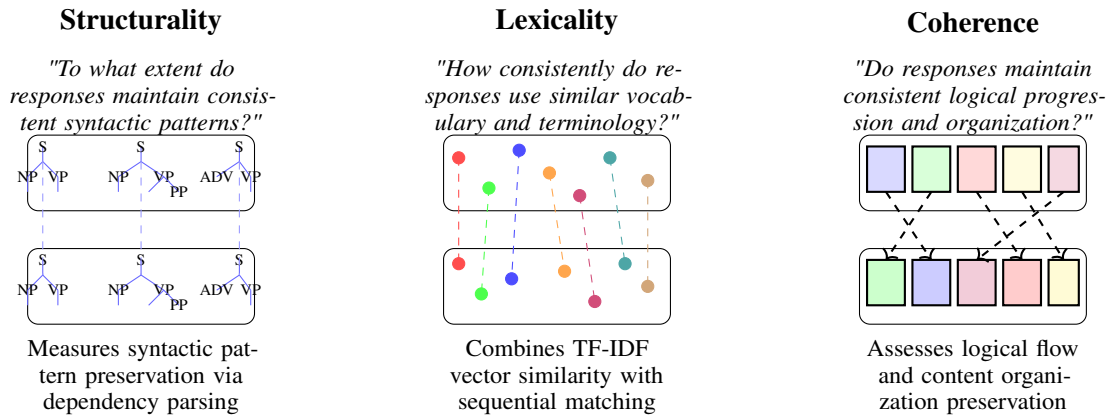 Structurality
"To what extent do
responses maintain consis-
tent syntactic patterns?"
S S S
NP VP NP VP PP ADV VP
S S S
NP VP NP VP PP ADV VP
Measures syntactic pat-
tern preservation via
dependency parsing
Lexicality
"How consistently do re-
sponses use similar vocab-
ulary and terminology?"
Combines TF-IDF
vector similarity with
sequential matching
Coherence
"Do responses maintain
consistent logical progres-
sion and organization?"
Assesses logical flow
and content organi-
zation preservation